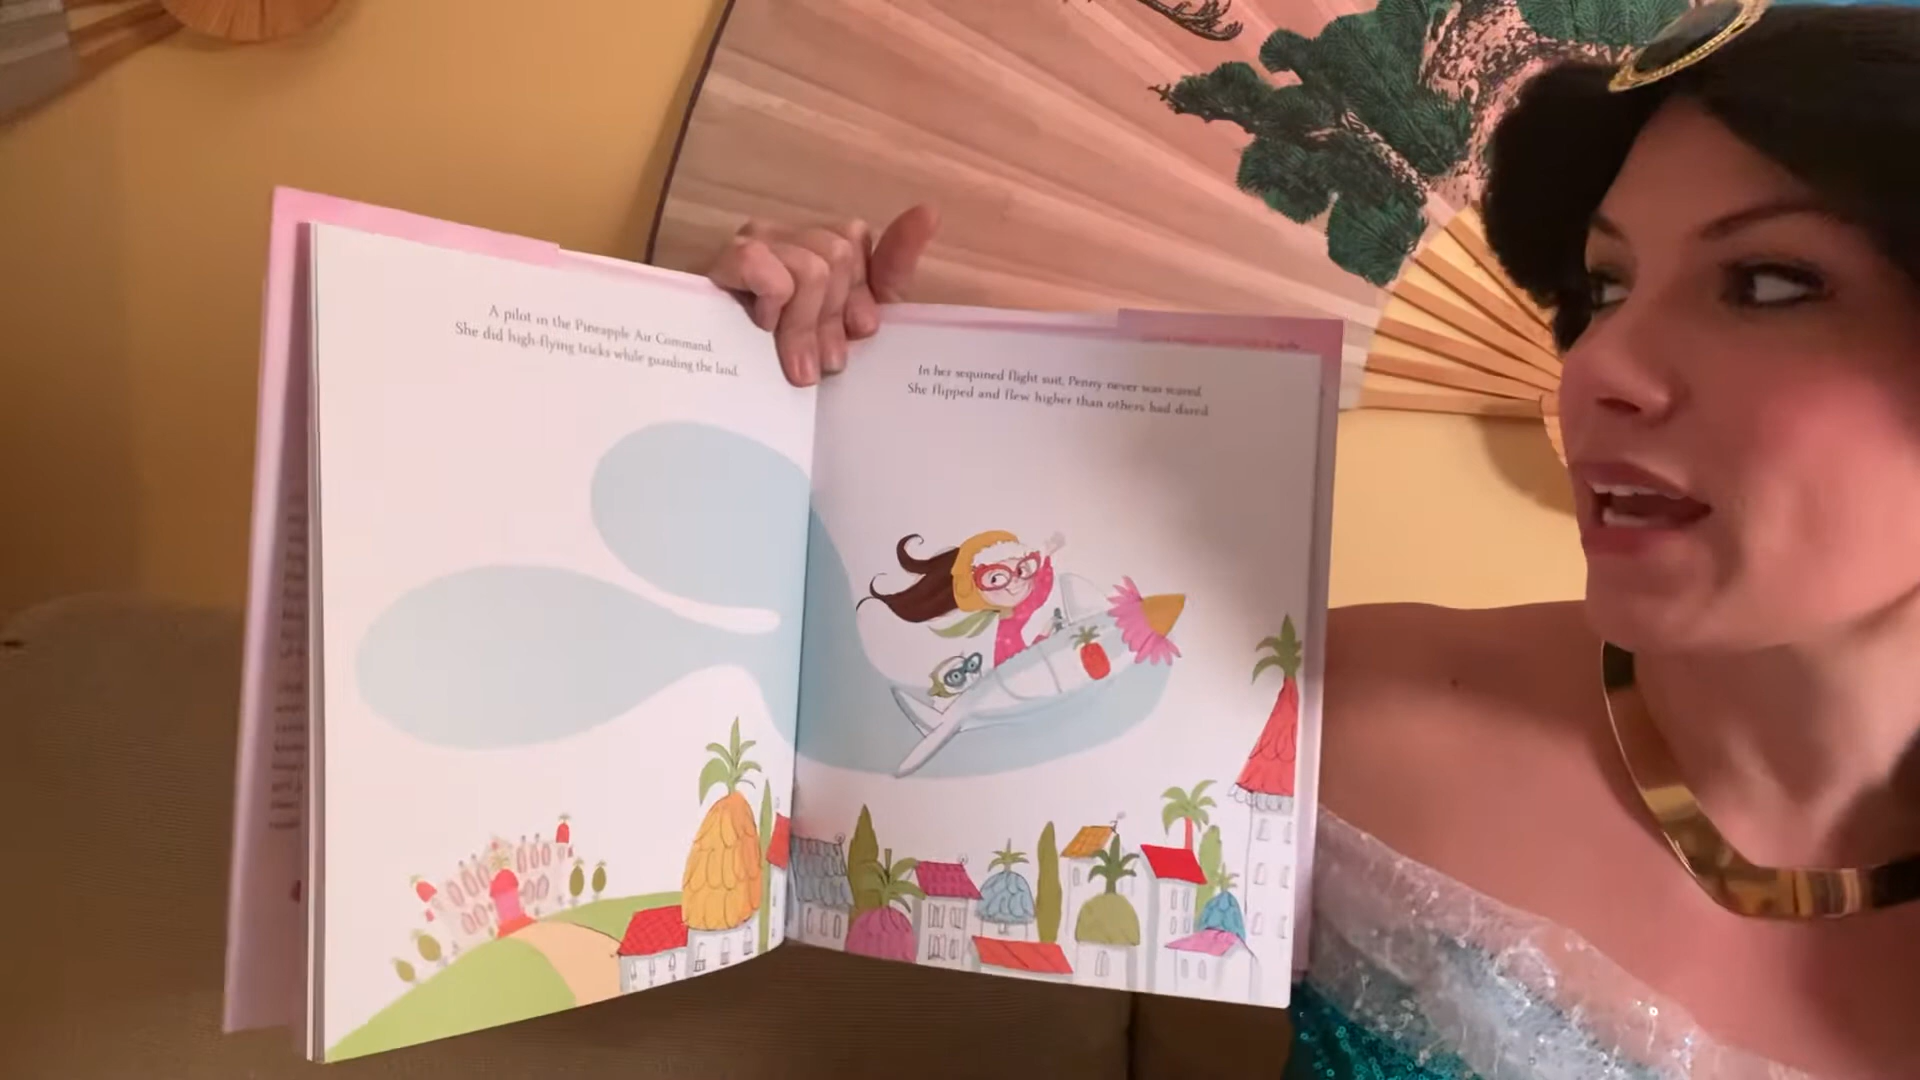 A pilot in the Pineapple Air Command,
She did high-flying tricks while guarding the land.
In her sequined flight suit, Penny never was scared.
She flipped and flew higher than others had dared.